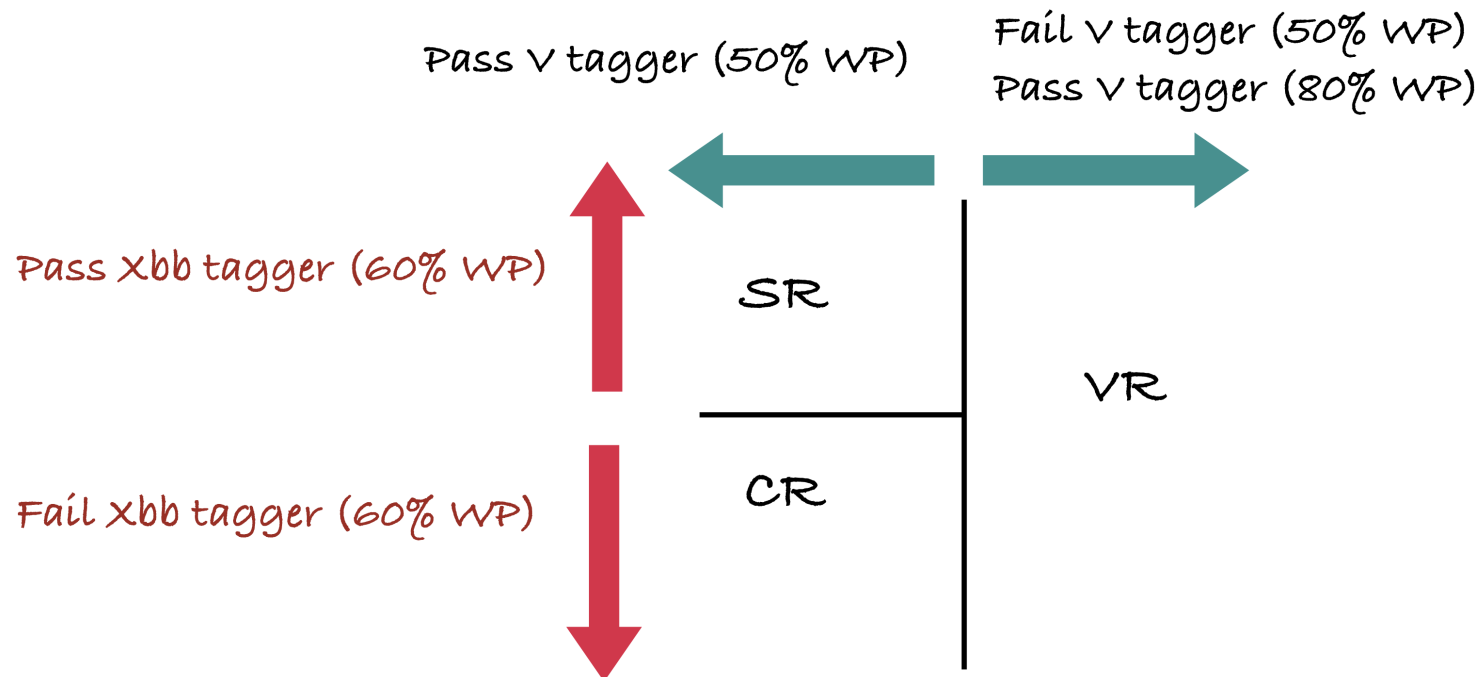 Pass V tagger (50% WP)
Fail V tagger (50% WP)
Pass V tagger (80% WP)
Pass Xbb tagger (60% WP)
SR
VR
CR
Fail Xbb tagger (60% WP)